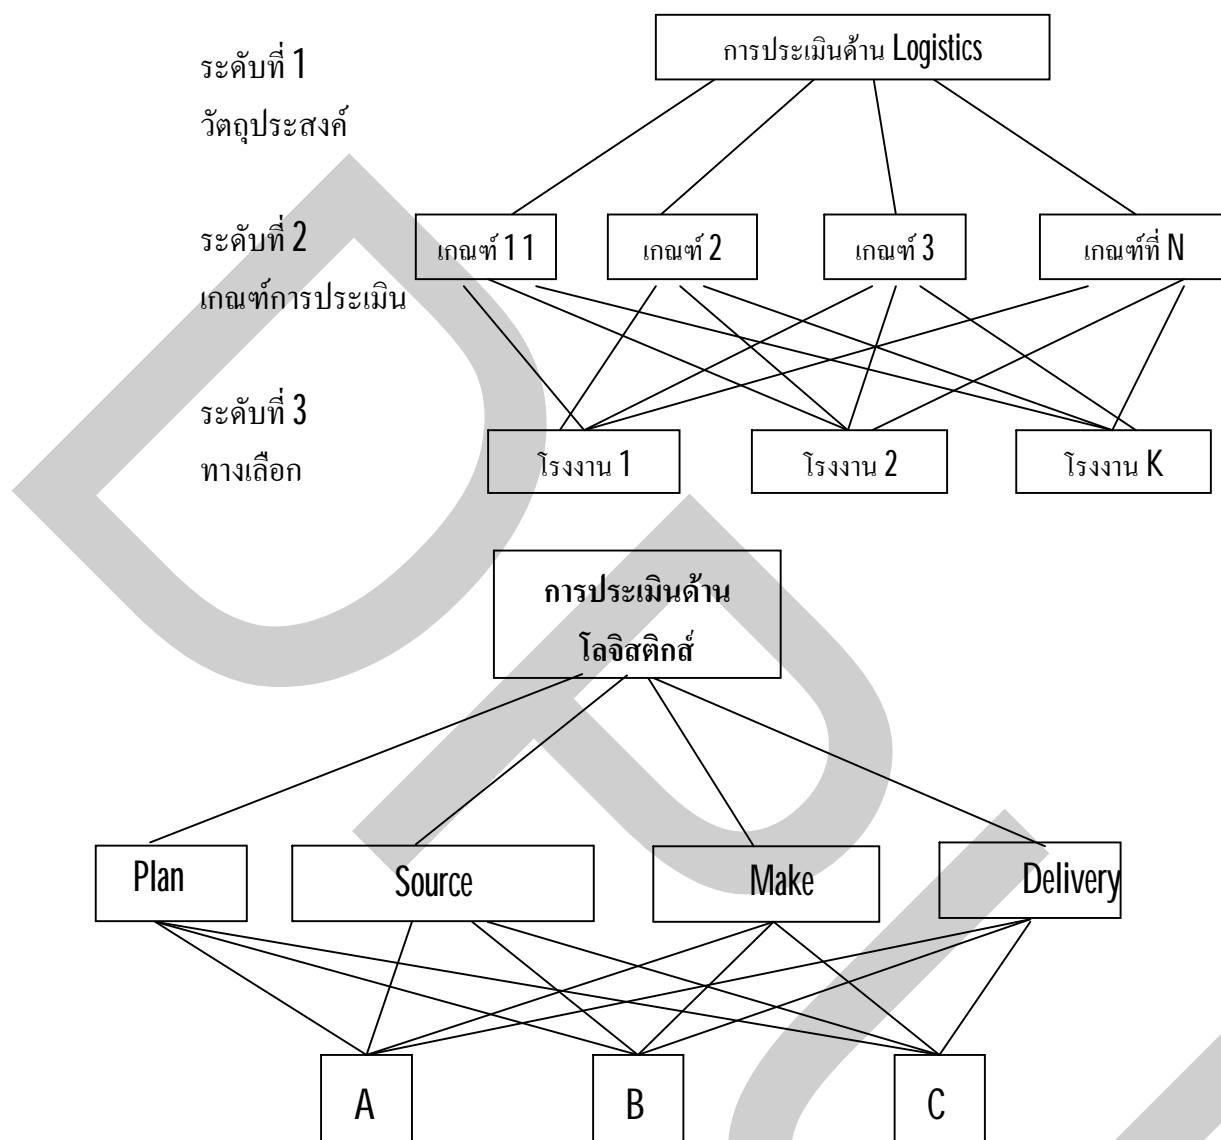 การประเมินด้าน Logistics
ระดับที่ 1
วัตถุประสงค์
ระดับที่ 2
เกณฑ์การประเมิน
เกณฑ์ 1 1
เกณฑ์ 2
เกณฑ์ 3
เกณฑ์ที่ N
ระดับที่ 3
ทางเลือก
โรงงาน 1
โรงงาน 2
โรงงาน K
การประเมินด้าน
โลจิสติกส์
Plan
Source
Make
Delivery
A
B
C